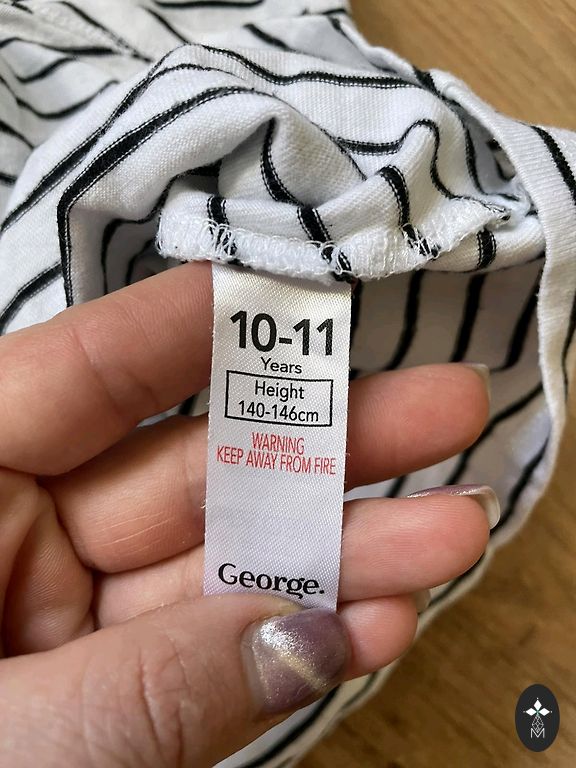 10-11
Years
Height
140-146cm
WARNING
KEEP AWAY FROM FIRE
George.
M